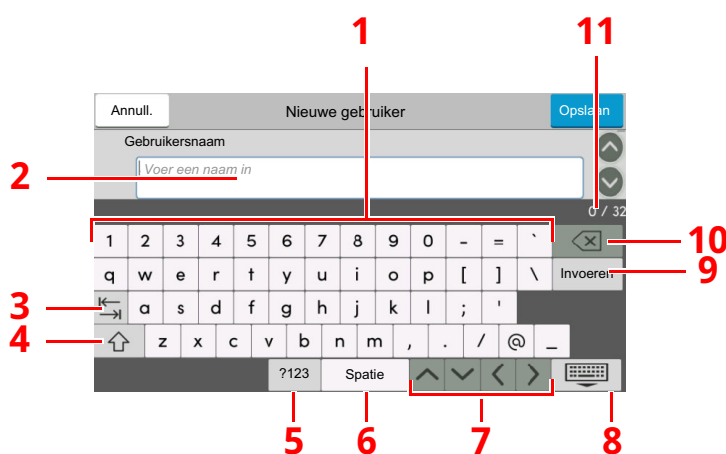 1 11
Annull. Nieuwe gebruiker Opslaan
Gebruikersnaam
2 Voer een naam in
0 / 32
1 2 3 4 5 6 7 8 9 0 - = ` 10
q w e r t y u i o p [ ] \ Invoeren 9
3 a s d f g h j k l ; '
4 z x c v b n m , . / @ _
?123 Spatie
5 6 7 8